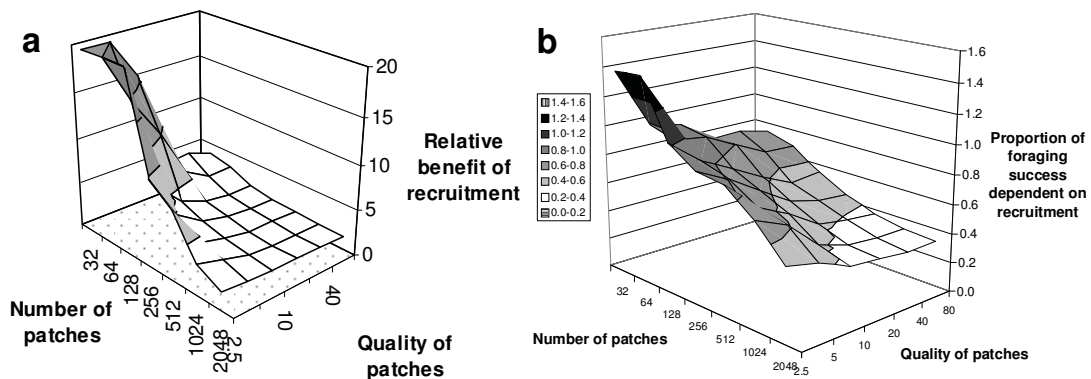 a
20
15
10
5
0
Relative
benefit of
recruitment
32
64
128
256
512
1024
2048
2.5
10
40
Number of
patches
Quality of
patches
b
1.4-1.6
1.2-1.4
1.0-1.2
0.8-1.0
0.6-0.8
0.4-0.6
0.2-0.4
0.0-0.2
1.6
1.4
1.2
1.0
0.8
0.6
0.4
0.2
0.0
Proportion of
foraging
success
dependent on
recruitment
32
64
128
256
512
1024
2048
2.5
5
10
20
40
80
Number of patches
Quality of patches